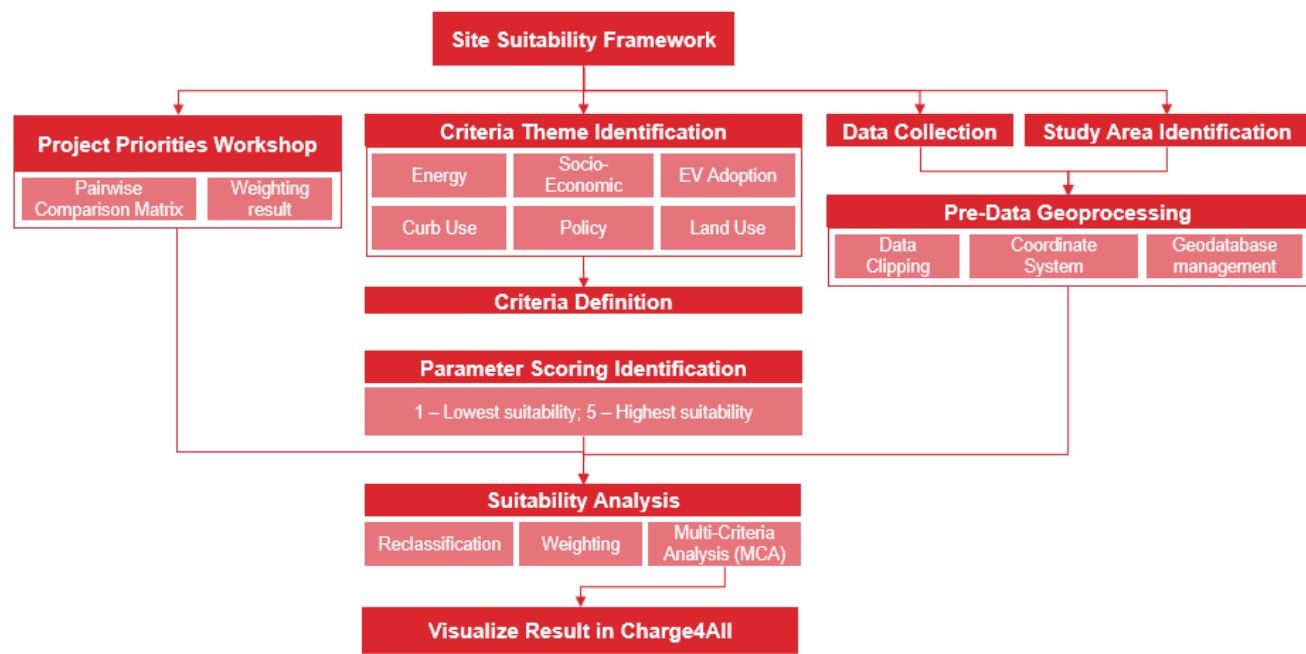 Site Suitability Framework
Project Priorities Workshop
Pairwise
Comparison Matrix
Weighting
result
Criteria Theme Identification
Energy
Socio-
Economic
EV Adoption
Curb Use
Policy
Land Use
Criteria Definition
Data Collection
Study Area Identification
Pre-Data Geoprocessing
Data
Clipping
Coordinate
System
Geodatabase
management
Parameter Scoring Identification
1 – Lowest suitability; 5 – Highest suitability
Suitability Analysis
Reclassification
Weighting
Multi-Criteria
Analysis (MCA)
Visualize Result in Charge4All